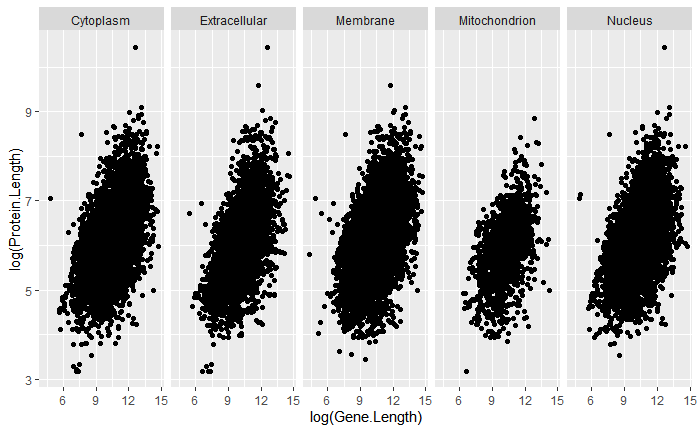 Cytoplasm Extracellular Membrane Mitochondrion Nucleus
log(Protein.Length)
9
7
5
3
6 9 12 15 6 9 12 15 6 9 12 15 6 9 12 15 6 9 12 15
log(Gene.Length)